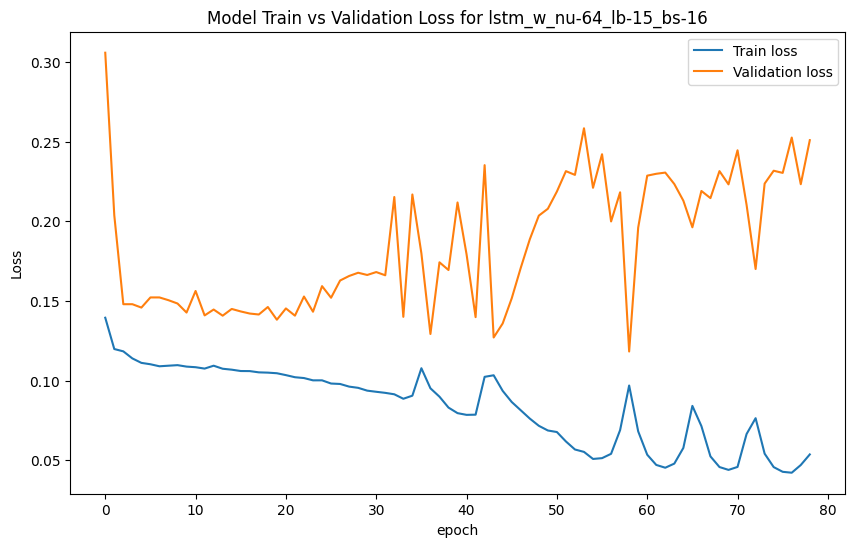 Model Train vs Validation Loss for lstm_w_nu-64_lb-15_bs-16
Train loss
Validation loss
Loss
0.30
0.25
0.20
0.15
0.10
0.05
0 10 20 30 40 50 60 70 80
epoch